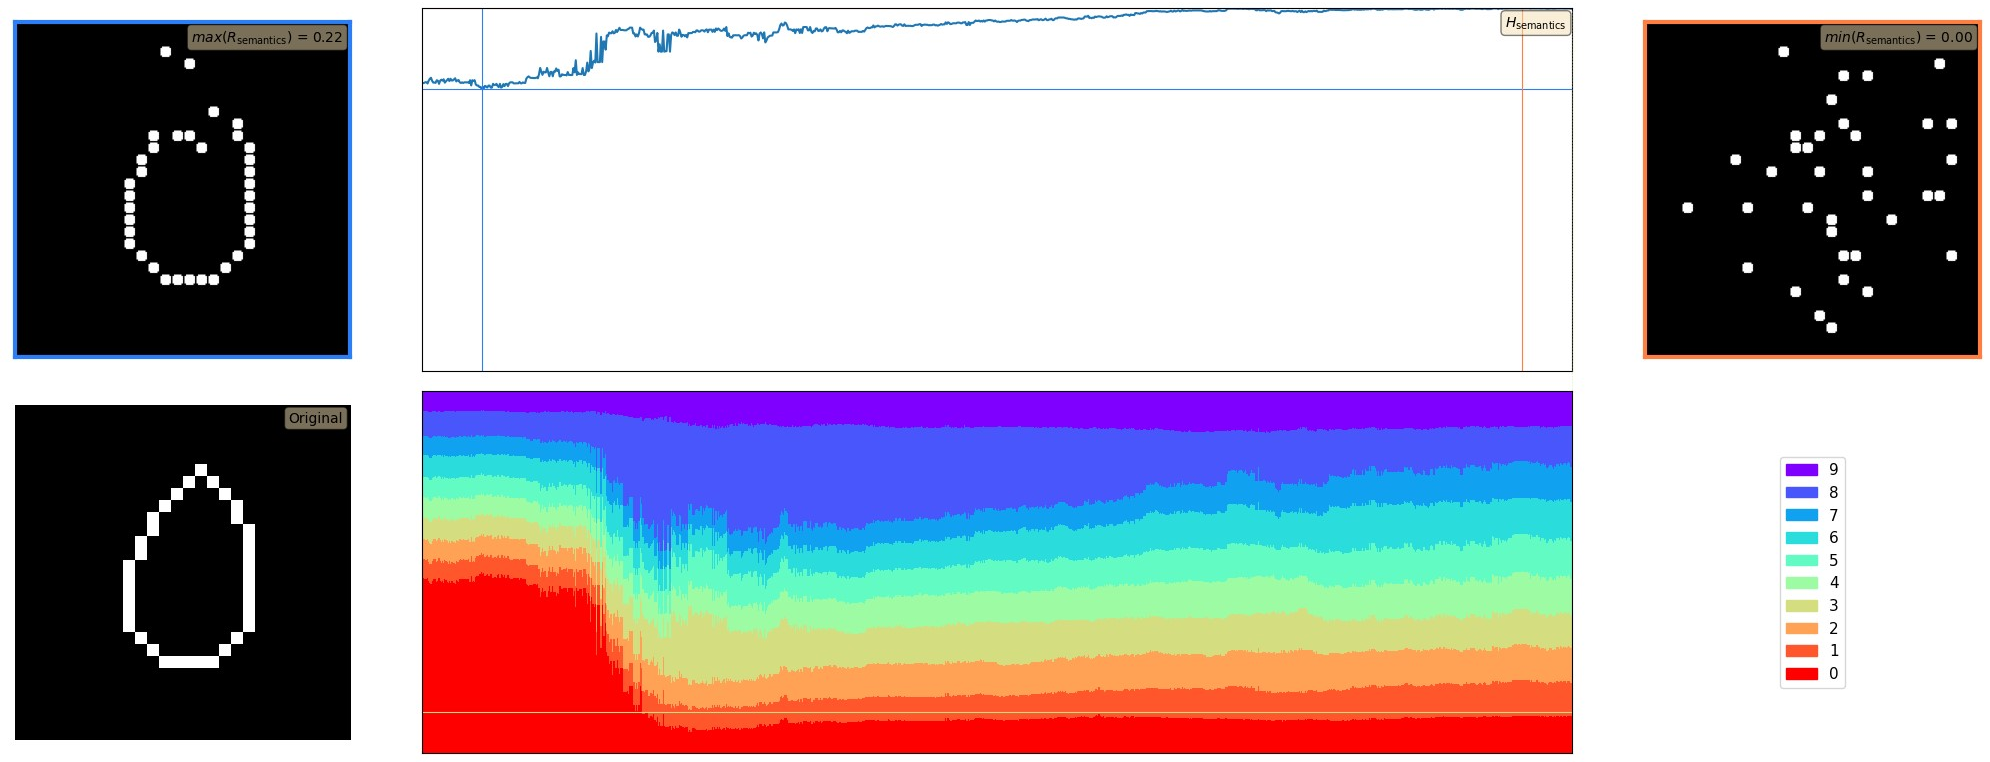 max(R_semantics) = 0.22
H_semantics
min(R_semantics) = 0.00
Original
9
8
7
6
5
4
3
2
1
0